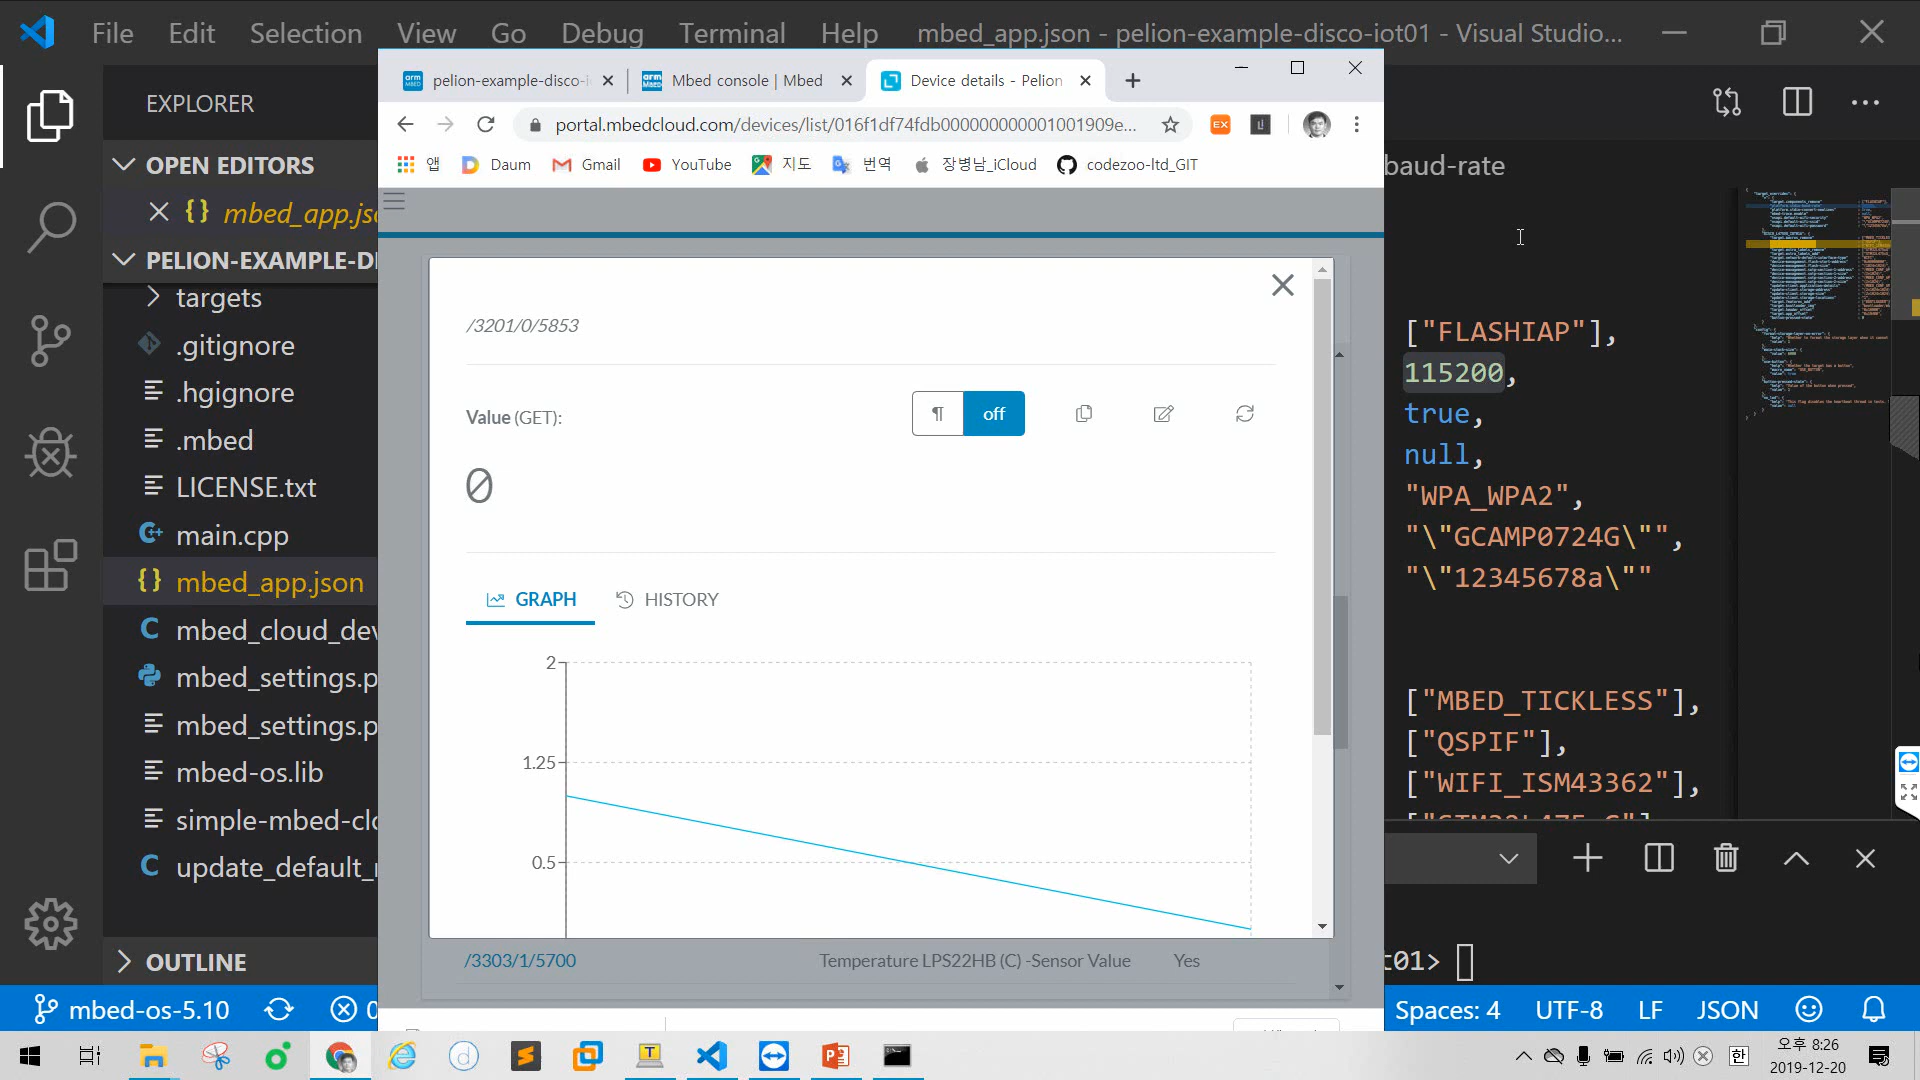 File Edit Selection View Go Debug Terminal Help mbed_app.json - pelion-example-disco-iot01 - Visual Studio...
EXPLORER
OPEN EDITORS
mbed_app.jso
PELION-EXAMPLE-DI
targets
.gitignore
.hgignore
.mbed
LICENSE.txt
main.cpp
mbed_app.json
mbed_cloud_dev
mbed_settings.p
mbed_settings.p
mbed-os.lib
simple-mbed-clo
update_default_r
OUTLINE
pelion-example-disco-i
Mbed console | Mbed
Device details - Pelion
portal.mbedcloud.com/devices/list/016f1df74fdb000000000001001909e...
앱 Daum Gmail YouTube 지도 번역 장병남_iCloud codezoo-ltd_GIT
/3201/0/5853
Value (GET):
¶ off
0
GRAPH HISTORY
2
1.25
0.5
/3303/1/5700 Temperature LPS22HB (C) -Sensor Value Yes
baud-rate
["FLASHIAP"],
115200,
true,
null,
"WPA_WPA2",
"\"GCAMP0724G\"",
"\"12345678a\""
["MBED_TICKLESS"],
["QSPIF"],
["WIFI_ISM43362"],
t01>
mbed-os-5.10 0
Spaces: 4 UTF-8 LF JSON
한
오후 8:26
2019-12-20